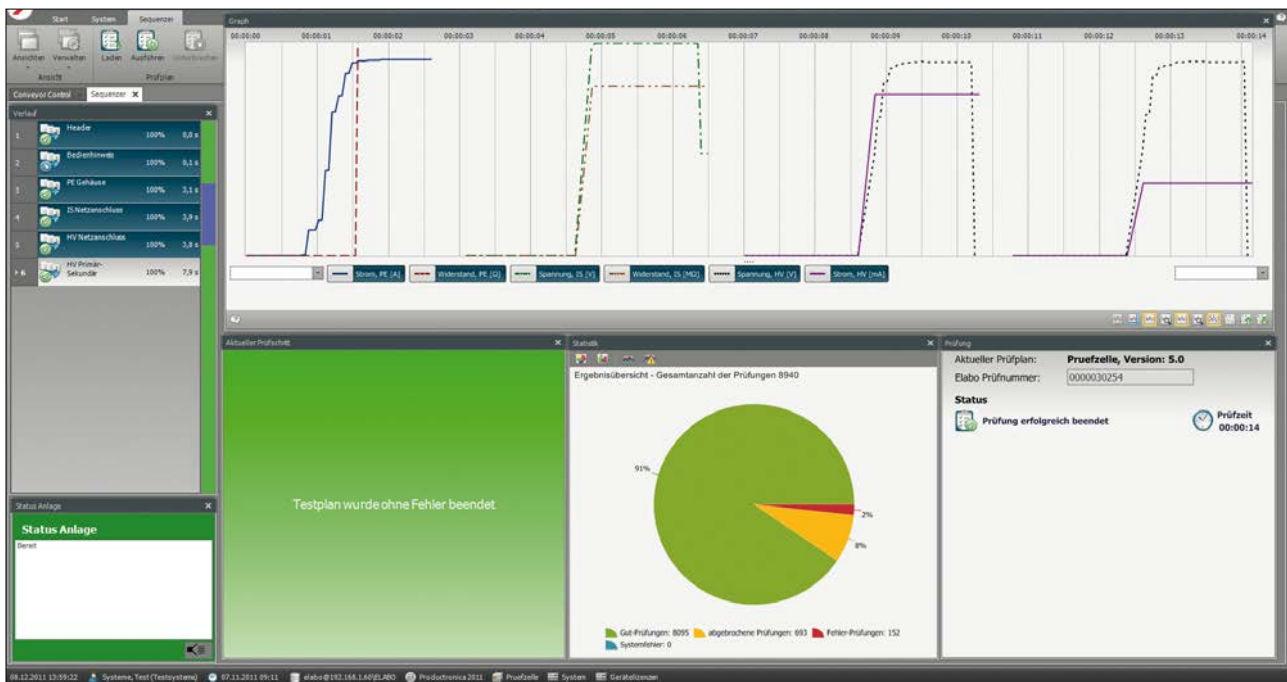 Start System Sequenzer
Ansichten Verwalten Laden Ausführen
Ansicht Prüfplan
Conveyor Control Sequenzer
Verlauf
1 Header 100% 0,0 s
2 Bedienhinweis 100% 0,1 s
3 PE Gehäuse 100% 3,1 s
4 IS Netzanschluss 100% 3,9 s
5 HV Netzanschluss 100% 3,8 s
6 HV Primär-Sekundär 100% 7,9 s
Graph
00:00:00 00:00:01 00:00:02 00:00:03 00:00:04 00:00:05 00:00:06 00:00:07 00:00:08 00:00:09 00:00:10 00:00:11 00:00:12 00:00:13 00:00:14
Strom, PE [A] Widerstand, PE [Ω] Spannung, IS [V] Widerstand, IS [MΩ] Spannung, HV [V] Strom, HV [mA]
Aktueller Prüfschritt
Testplan wurde ohne Fehler beendet
Statistik
Ergebnisübersicht - Gesamtanzahl der Prüfungen 8940
91%
2%
8%
Gut-Prüfungen: 8095 abgebrochene Prüfungen: 693 Fehler-Prüfungen: 152
Systemfehler: 0
Prüfung
Aktueller Prüfplan: Pruefzelle, Version: 5.0
Elabo Prüfnummer: 0000030254
Status
Prüfung erfolgreich beendet
Prüfzeit
00:00:14
Status Anlage
Status Anlage
Bereit
08.12.2011 13:59:22 Systeme, Test (Testsystems) 07.11.2011 09:11 elabo@192.168.1.60\ELABO Productronica 2011 Pruefzelle System Gerätelizenzen